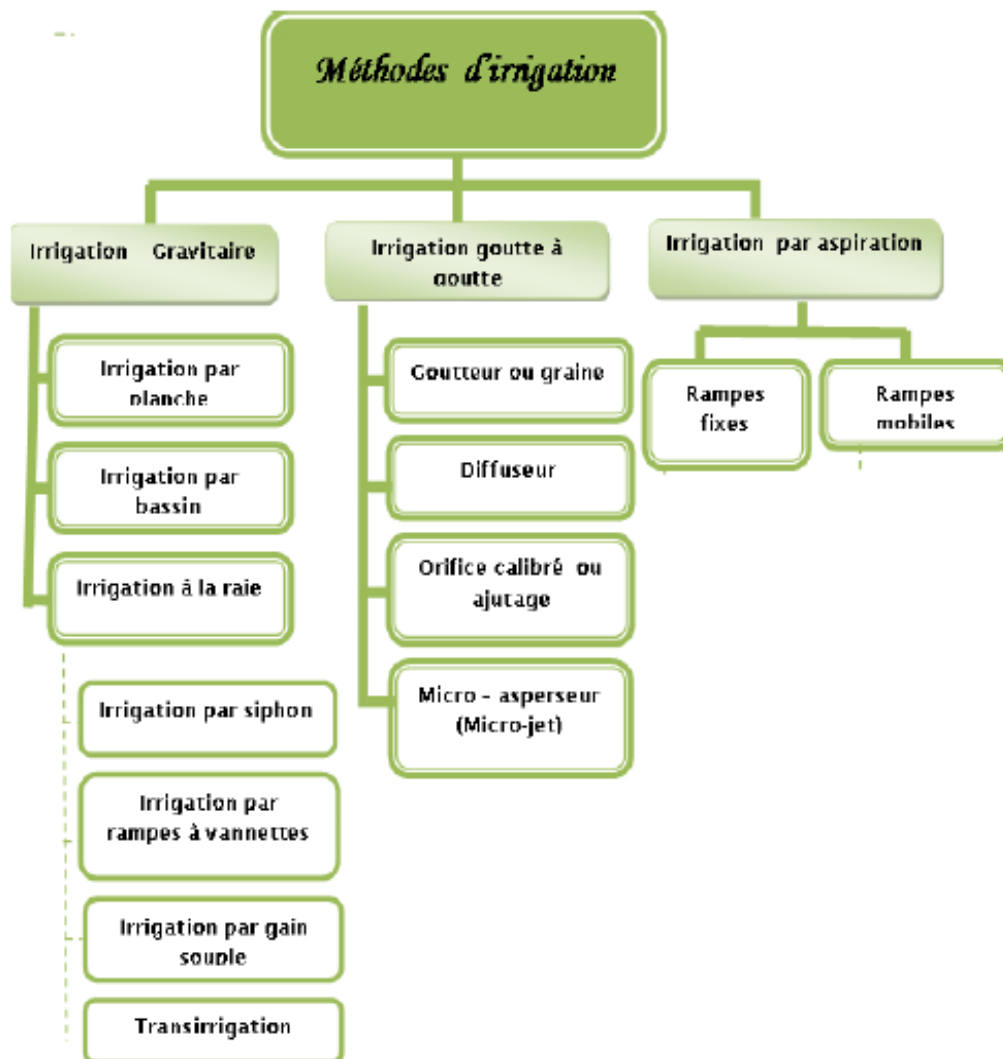 Méthodes d'irrigation
Irrigation Gravitaire
Irrigation goutte à
goutte
Irrigation par aspiration
Irrigation par
planche
Irrigation par
bassin
Irrigation à la raie
Irrigation par siphon
Irrigation par
rampes à vannettes
Irrigation par gain
souple
Transirrigation
Goutteur ou graine
Diffuseur
Orifice calibré ou
ajutage
Micro – asperseur
(Micro-jet)
Rampes
fixes
Rampes
mobiles